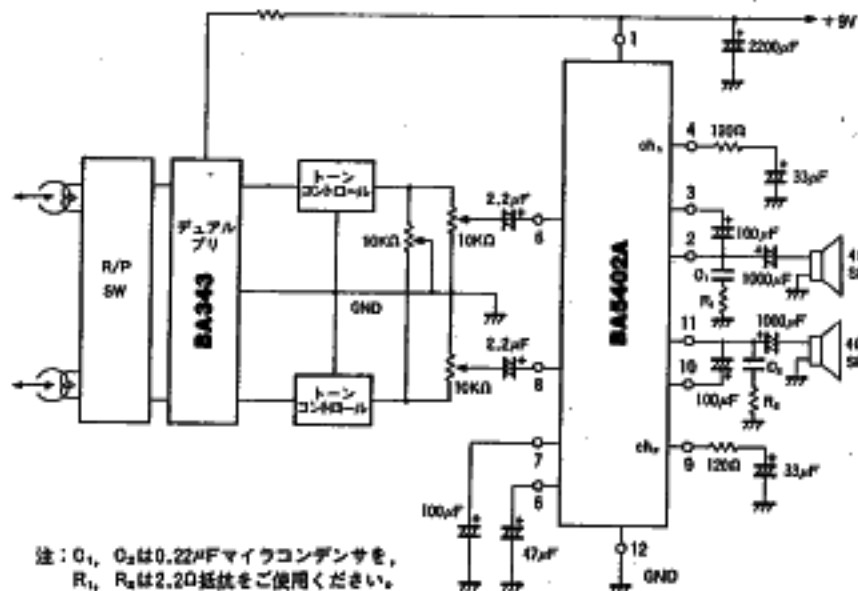 +9V
1
2200μF
4
ch₁
120Ω
33μF
トーン
コントロール
3
2.2μF
デュアル
プリ
BA343
100μF
2
R/P
SW
10KΩ
10KΩ
BA5402A
C₁
1000μF
R₁
GND
11
1000μF
2.2μF
10
C₂
10KΩ
8
100μF
R₂
トーン
コントロール
ch₂
7
9
120Ω
33μF
6
100μF
47μF
12
GND
注：C₁, C₂は0.22μFマイラコンデンサを,
R₁, R₂は2.2Ω抵抗をご使用ください。